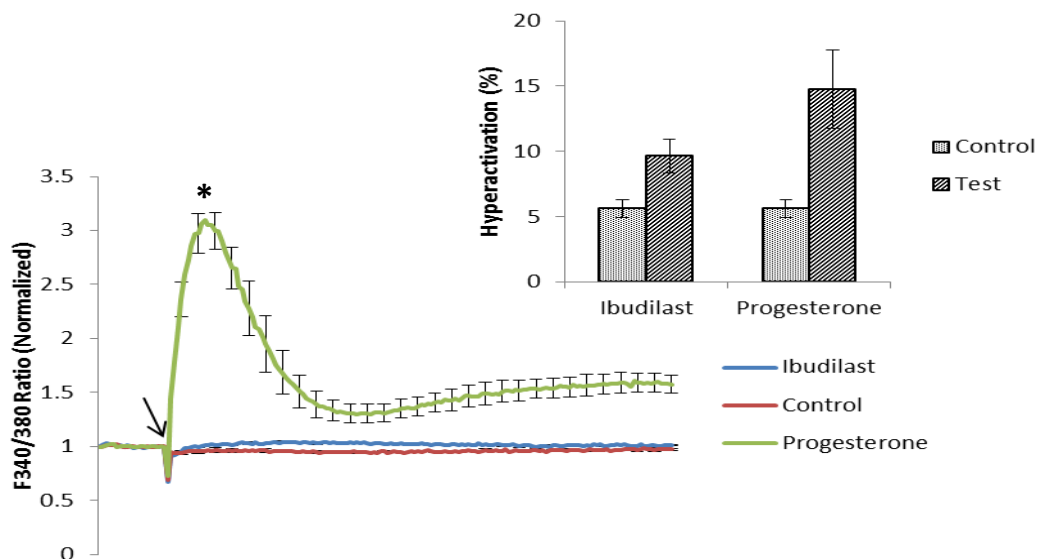 20
15
10
5
0
Hyperactivation (%)
Ibudilast
Progesterone
Control
Test
3.5
3
2.5
2
1.5
1
0.5
0
F340/380 Ratio (Normalized)
*
Ibudilast
Control
Progesterone